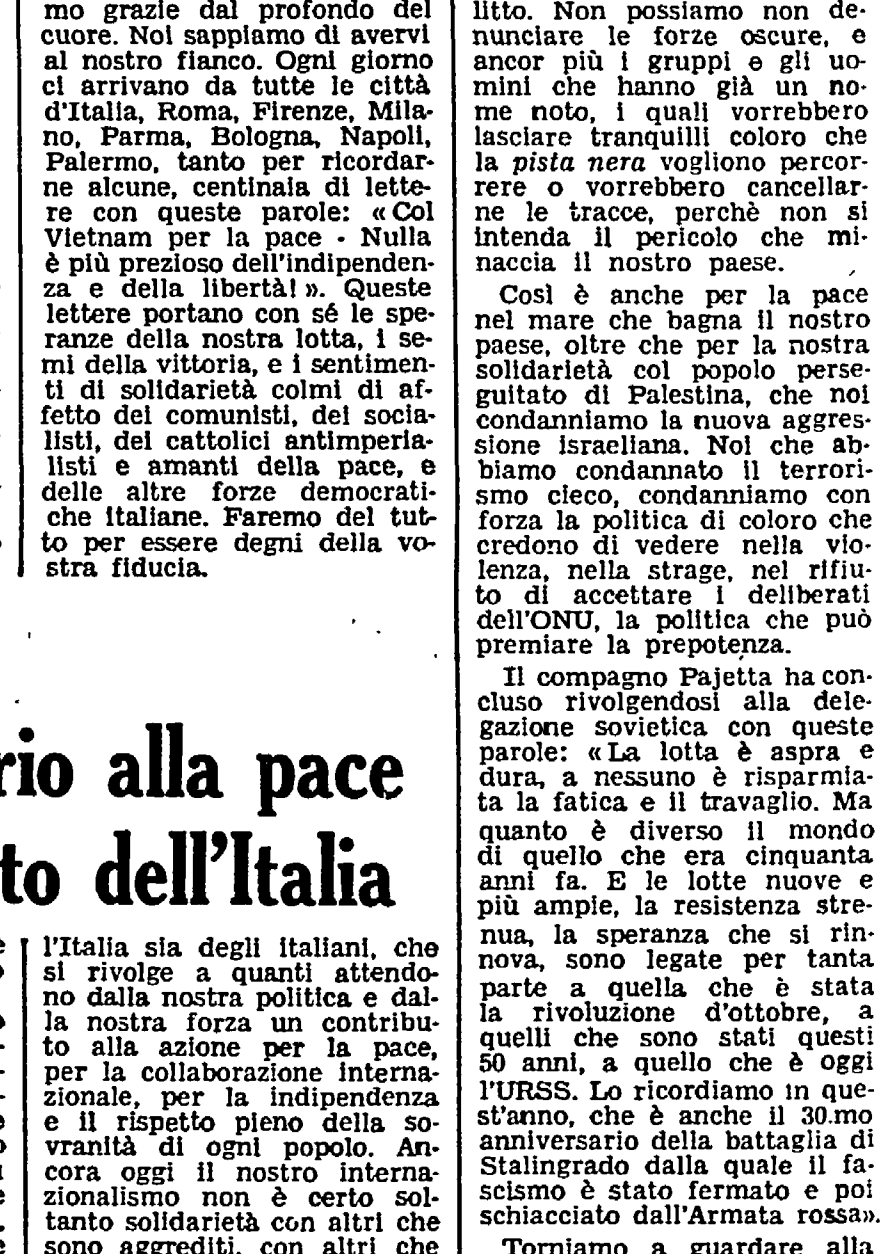 mo grazie dal profondo del
cuore. Noi sappiamo di avervi
al nostro fianco. Ogni giorno
ci arrivano da tutte le città
d'Italia, Roma, Firenze, Mila-
no, Parma, Bologna, Napoli,
Palermo, tanto per ricordar-
ne alcune, centinaia di lette-
re con queste parole: «Col
Vietnam per la pace - Nulla
è più prezioso dell'indipenden-
za e della libertà!». Queste
lettere portano con sé le spe-
ranze della nostra lotta, i se-
mi della vittoria, e i sentimen-
ti di solidarietà colmi di af-
fetto dei comunisti, dei socia-
listi, dei cattolici antimperia-
listi e amanti della pace, e
delle altre forze democrati-
che italiane. Faremo del tut-
to per essere degni della vo-
stra fiducia.
rio alla pace
to dell'Italia
l'Italia sia degli italiani, che
si rivolge a quanti attendo-
no dalla nostra politica e dal-
la nostra forza un contribu-
to alla azione per la pace,
per la collaborazione interna-
zionale, per la indipendenza
e il rispetto pieno della so-
vranità di ogni popolo. An-
cora oggi il nostro interna-
zionalismo non è certo sol-
tanto solidarietà con altri che
sono aggrediti, con altri che
litto. Non possiamo non de-
nunciare le forze oscure, e
ancor più i gruppi e gli uo-
mini che hanno già un no-
me noto, i quali vorrebbero
lasciare tranquilli coloro che
la pista nera vogliono percor-
rere o vorrebbero cancellar-
ne le tracce, perchè non si
intenda il pericolo che mi-
naccia il nostro paese.
Così è anche per la pace
nel mare che bagna il nostro
paese, oltre che per la nostra
solidarietà col popolo perse-
guitato di Palestina, che noi
condanniamo la nuova aggres-
sione israeliana. Noi che ab-
biamo condannato il terrori-
smo cieco, condanniamo con
forza la politica di coloro che
credono di vedere nella vio-
lenza, nella strage, nel rifiu-
to di accettare i deliberati
dell'ONU, la politica che può
premiare la prepotenza.
Il compagno Pajetta ha con-
cluso rivolgendosi alla dele-
gazione sovietica con queste
parole: «La lotta è aspra e
dura, a nessuno è risparmia-
ta la fatica e il travaglio. Ma
quanto è diverso il mondo
di quello che era cinquanta
anni fa. E le lotte nuove e
più ampie, la resistenza stre-
nua, la speranza che si rin-
nova, sono legate per tanta
parte a quella che è stata
la rivoluzione d'ottobre, a
quelli che sono stati questi
50 anni, a quello che è oggi
l'URSS. Lo ricordiamo in que-
st'anno, che è anche il 30.mo
anniversario della battaglia di
Stalingrado dalla quale il fa-
scismo è stato fermato e poi
schiacciato dall'Armata rossa».
Torniamo a guardare alla